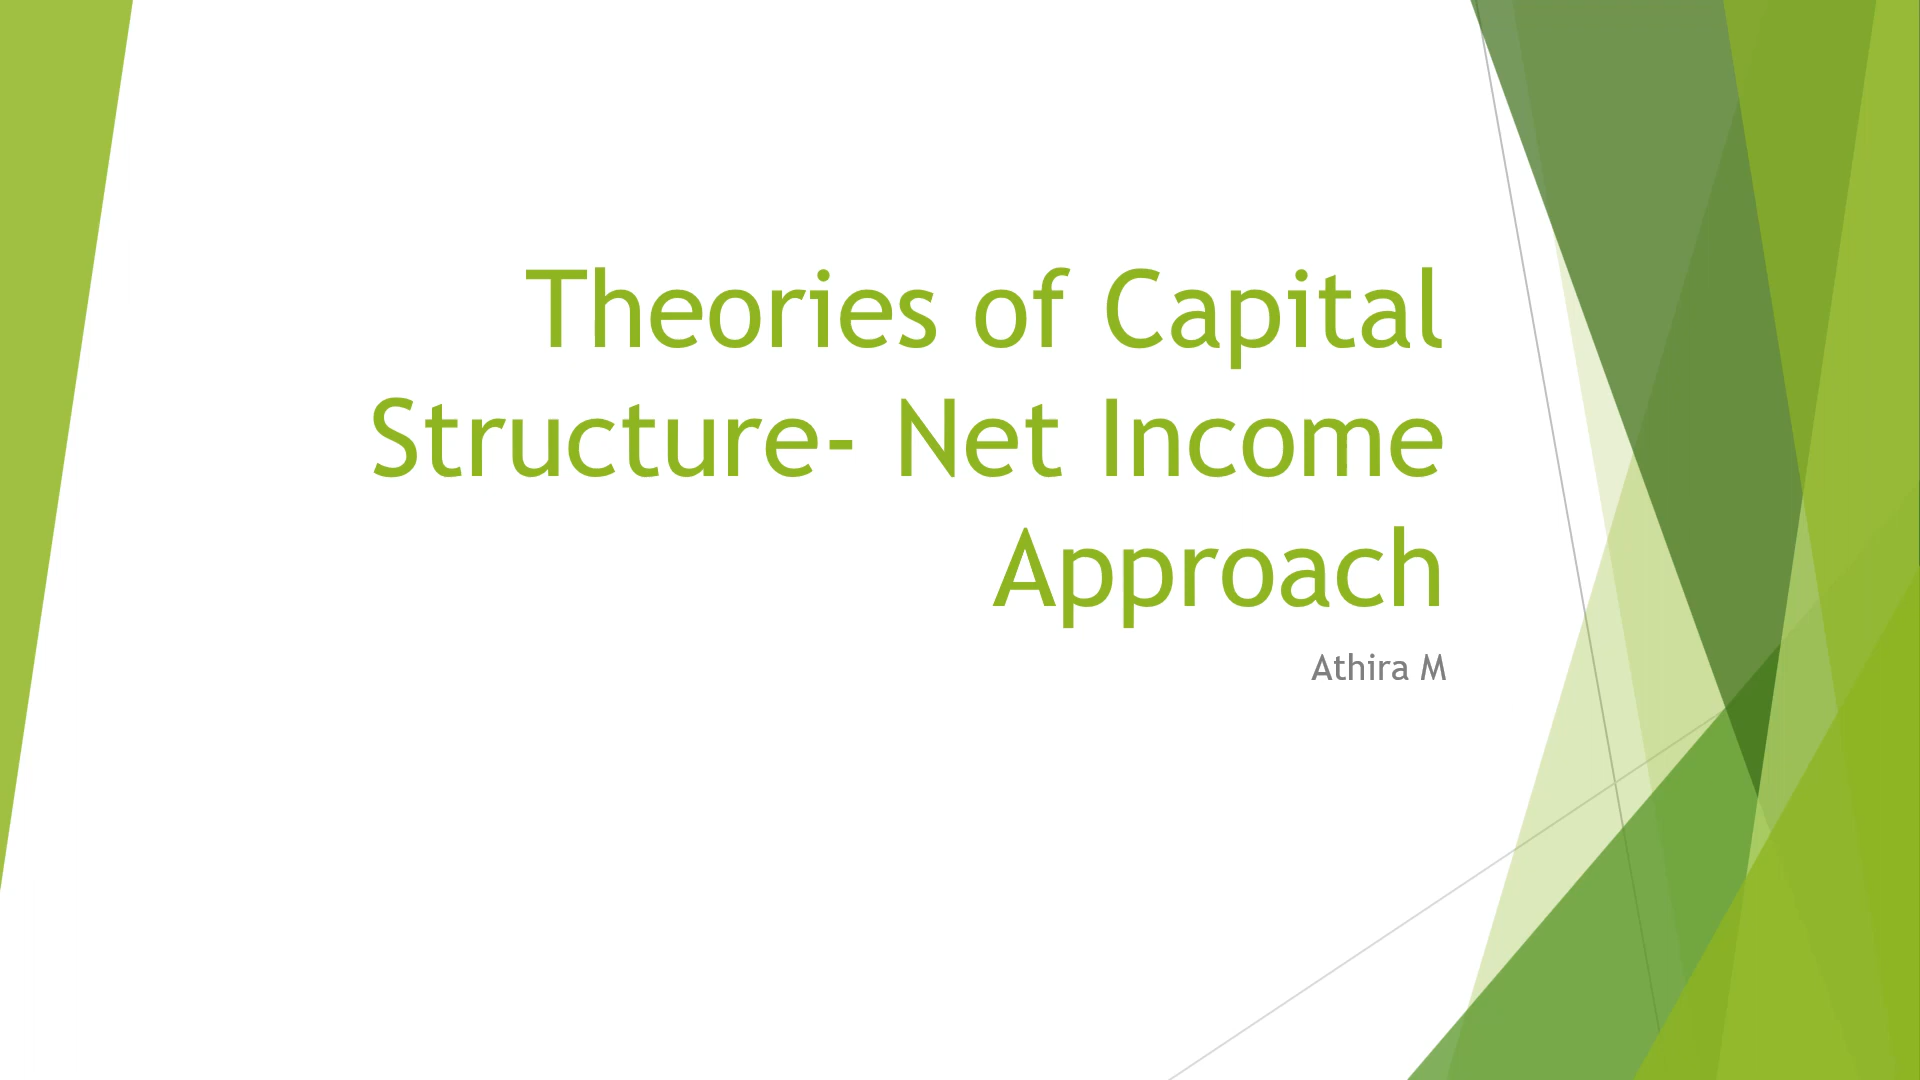 Theories of Capital
Structure- Net Income
Approach
Athira M